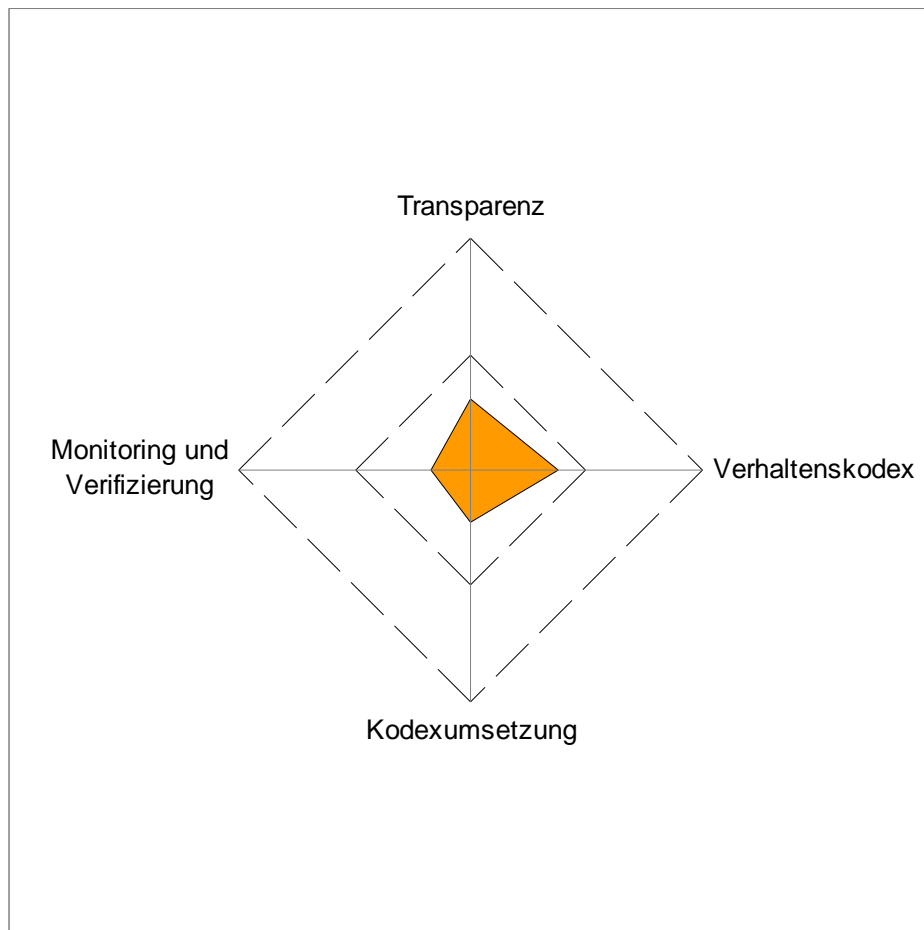 Transparenz
Monitoring und
Verifizierung
Verhaltenskodex
Kodexumsetzung